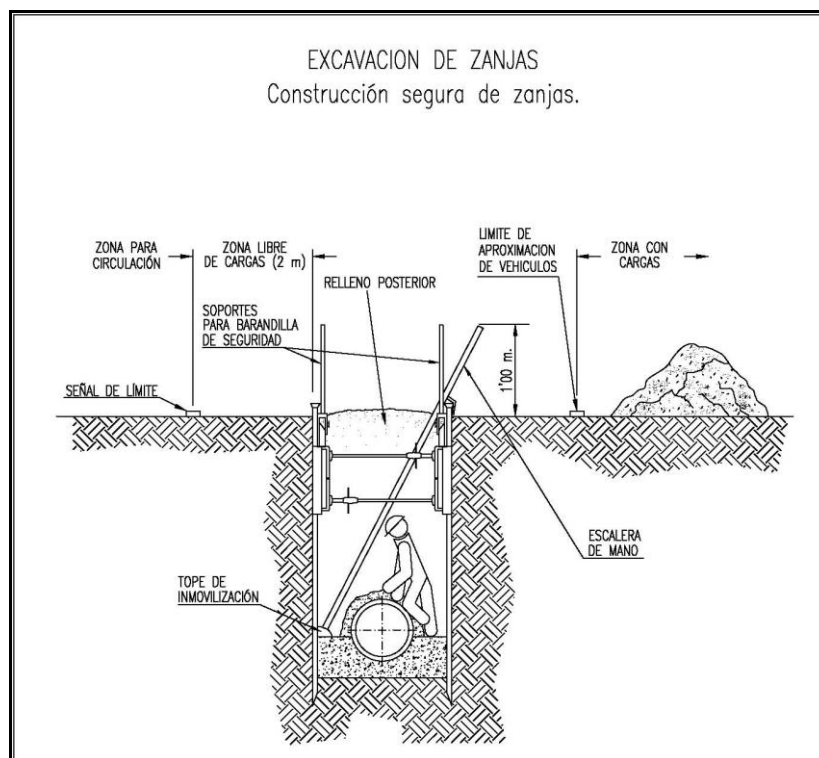 EXCAVACION DE ZANJAS
Construcción segura de zanjas.
ZONA PARA
CIRCULACIÓN
ZONA LIBRE
DE CARGAS (2 m)
LIMITE DE
APROXIMACION
DE VEHICULOS
ZONA CON
CARGAS
RELLENO POSTERIOR
SOPORTES
PARA BARANDILLA
DE SEGURIDAD
1'00 m.
SEÑAL DE LÍMITE
ESCALERA
DE MANO
TOPE DE
INMOVILIZACIÓN